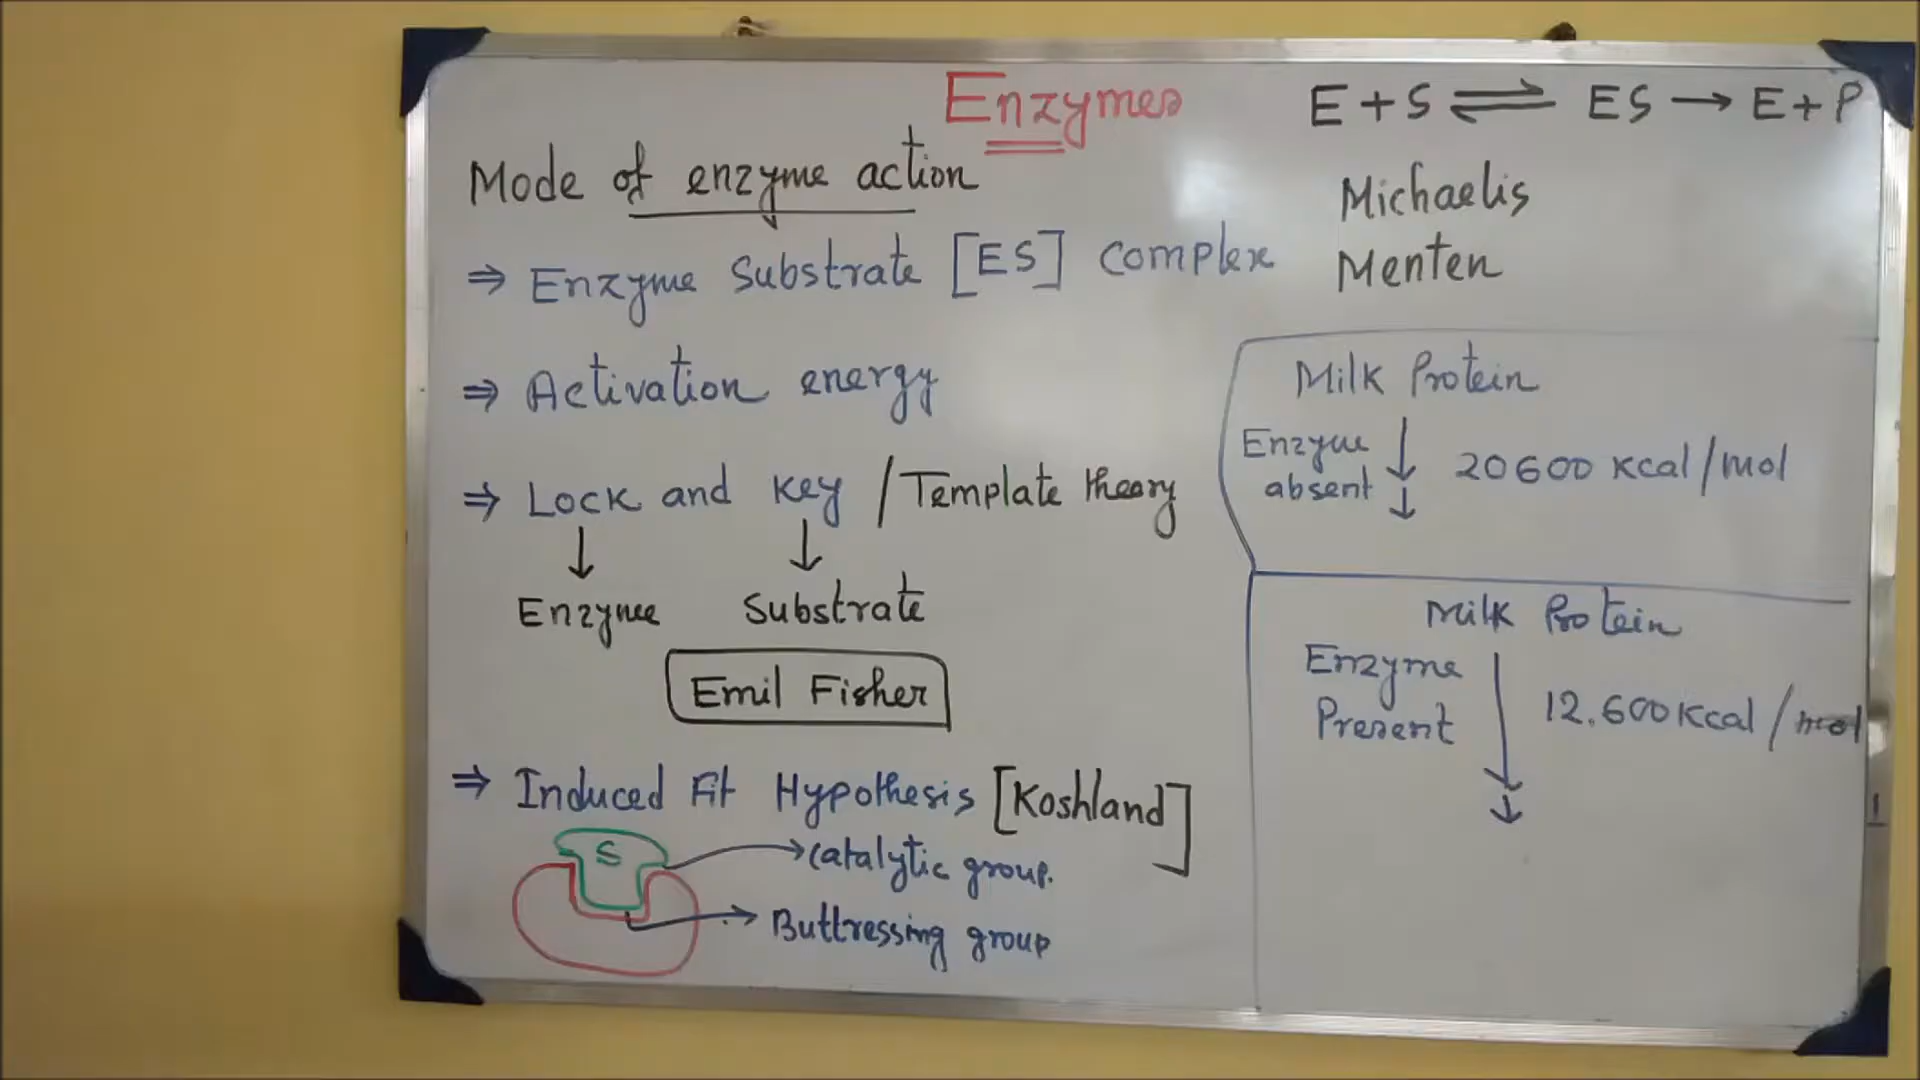 Enzymes
Mode of enzyme action
⇒ Enzyme Substrate [ES] complex
⇒ Activation energy
⇒ Lock and key / Template theory
↓ ↓
Enzyme Substrate
Emil Fisher
⇒ Induced Fit Hypothesis [Koshland]
S
→ catalytic group.
→ Buttressing group
E + S ⇌ ES → E + P
Michaelis
Menten
Milk Protein
Enzyme
absent
20600 kcal/mol
Milk Protein
Enzyme
Present
12.600 kcal/mol